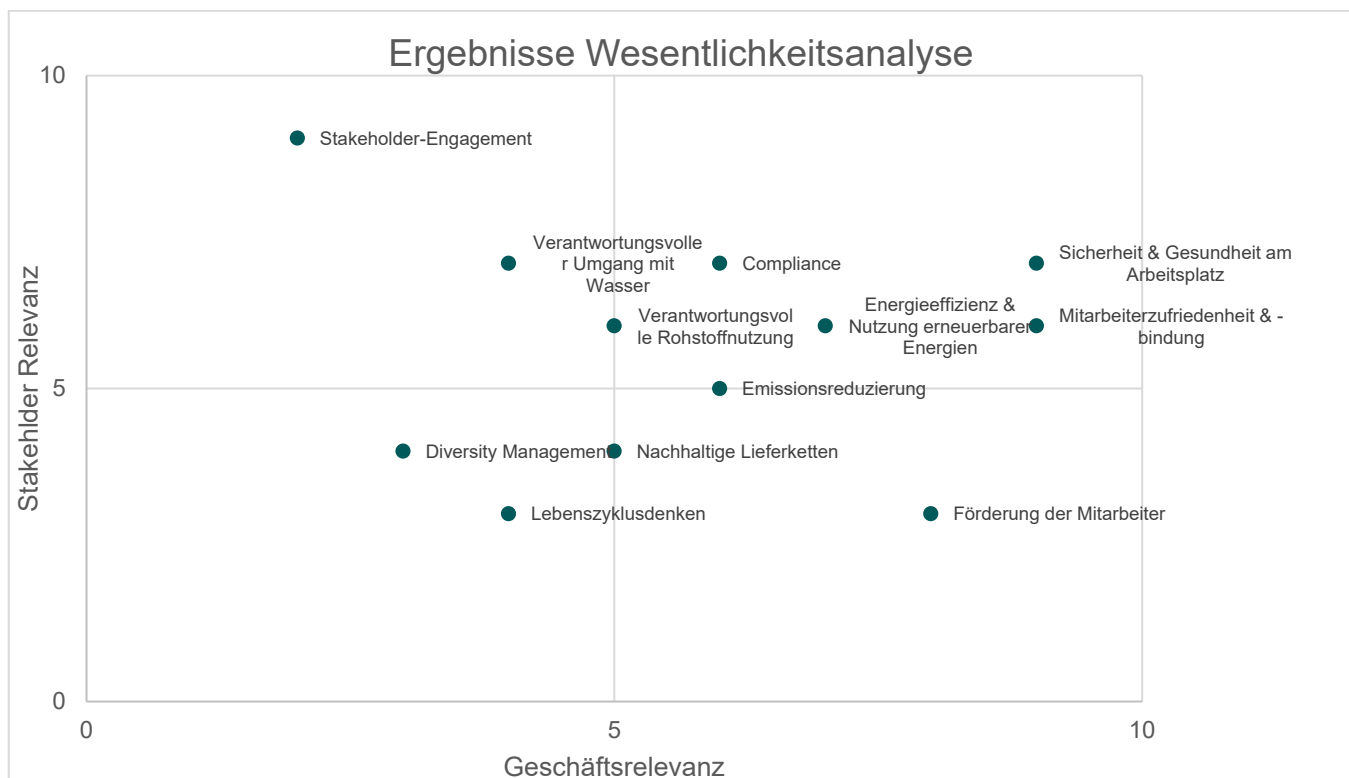 Ergebnisse Wesentlichkeitsanalyse
10
Stakeholder-Engagement
Verantwortungsvolle
r Umgang mit
Wasser
Compliance
Sicherheit & Gesundheit am
Arbeitsplatz
Verantwortungsvol
le Rohstoffnutzung
Energieeffizienz &
Nutzung erneuerbarer
Energien
Mitarbeiterzufriedenheit & -
bindung
Stakehlder Relevanz
5
Emissionsreduzierung
Diversity Management
Nachhaltige Lieferketten
Lebenszyklusdenken
Förderung der Mitarbeiter
0
0
5
10
Geschäftsrelevanz